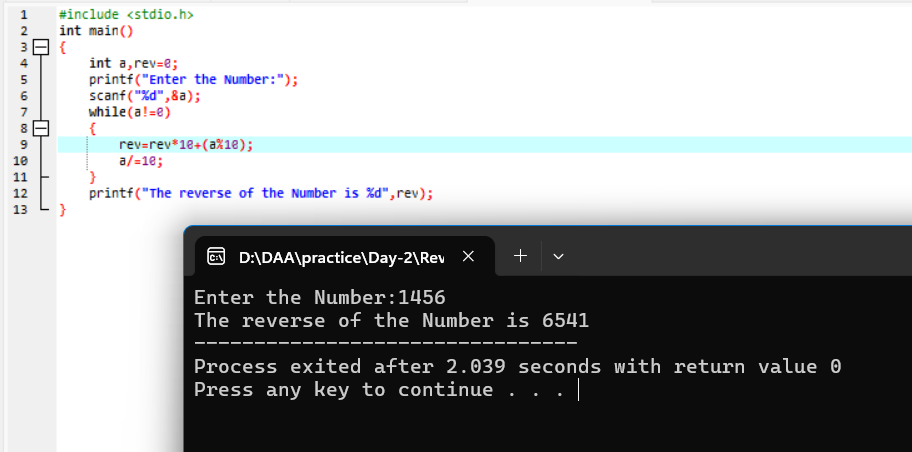 1 #include <stdio.h>
2 int main()
3 {
4 int a,rev=0;
5 printf("Enter the Number:");
6 scanf("%d",&a);
7 while(a!=0)
8 {
9 rev=rev*10+(a%10);
10 a/=10;
11 }
12 printf("The reverse of the Number is %d",rev);
13 }
D:\DAA\practice\Day-2\Rev
Enter the Number:1456
The reverse of the Number is 6541
--------------------------------
Process exited after 2.039 seconds with return value 0
Press any key to continue . . .